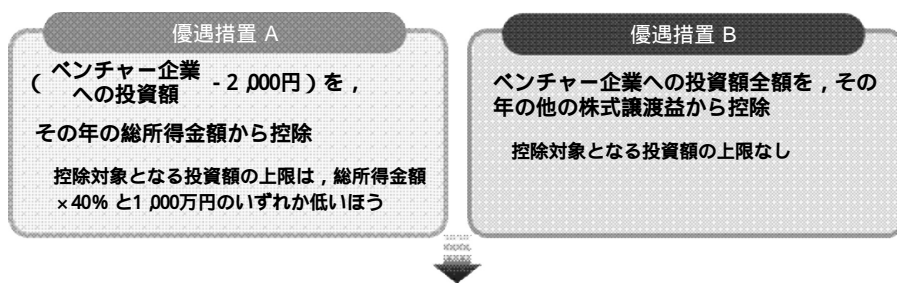 優遇措置 A
(ベンチャー企業への投資額 - 2,000円)を,
その年の総所得金額から控除
控除対象となる投資額の上限は,総所得金額
×40% と1,000万円のいずれか低いほう
優遇措置 B
ベンチャー企業への投資額全額を,その
年の他の株式譲渡益から控除
控除対象となる投資額の上限なし